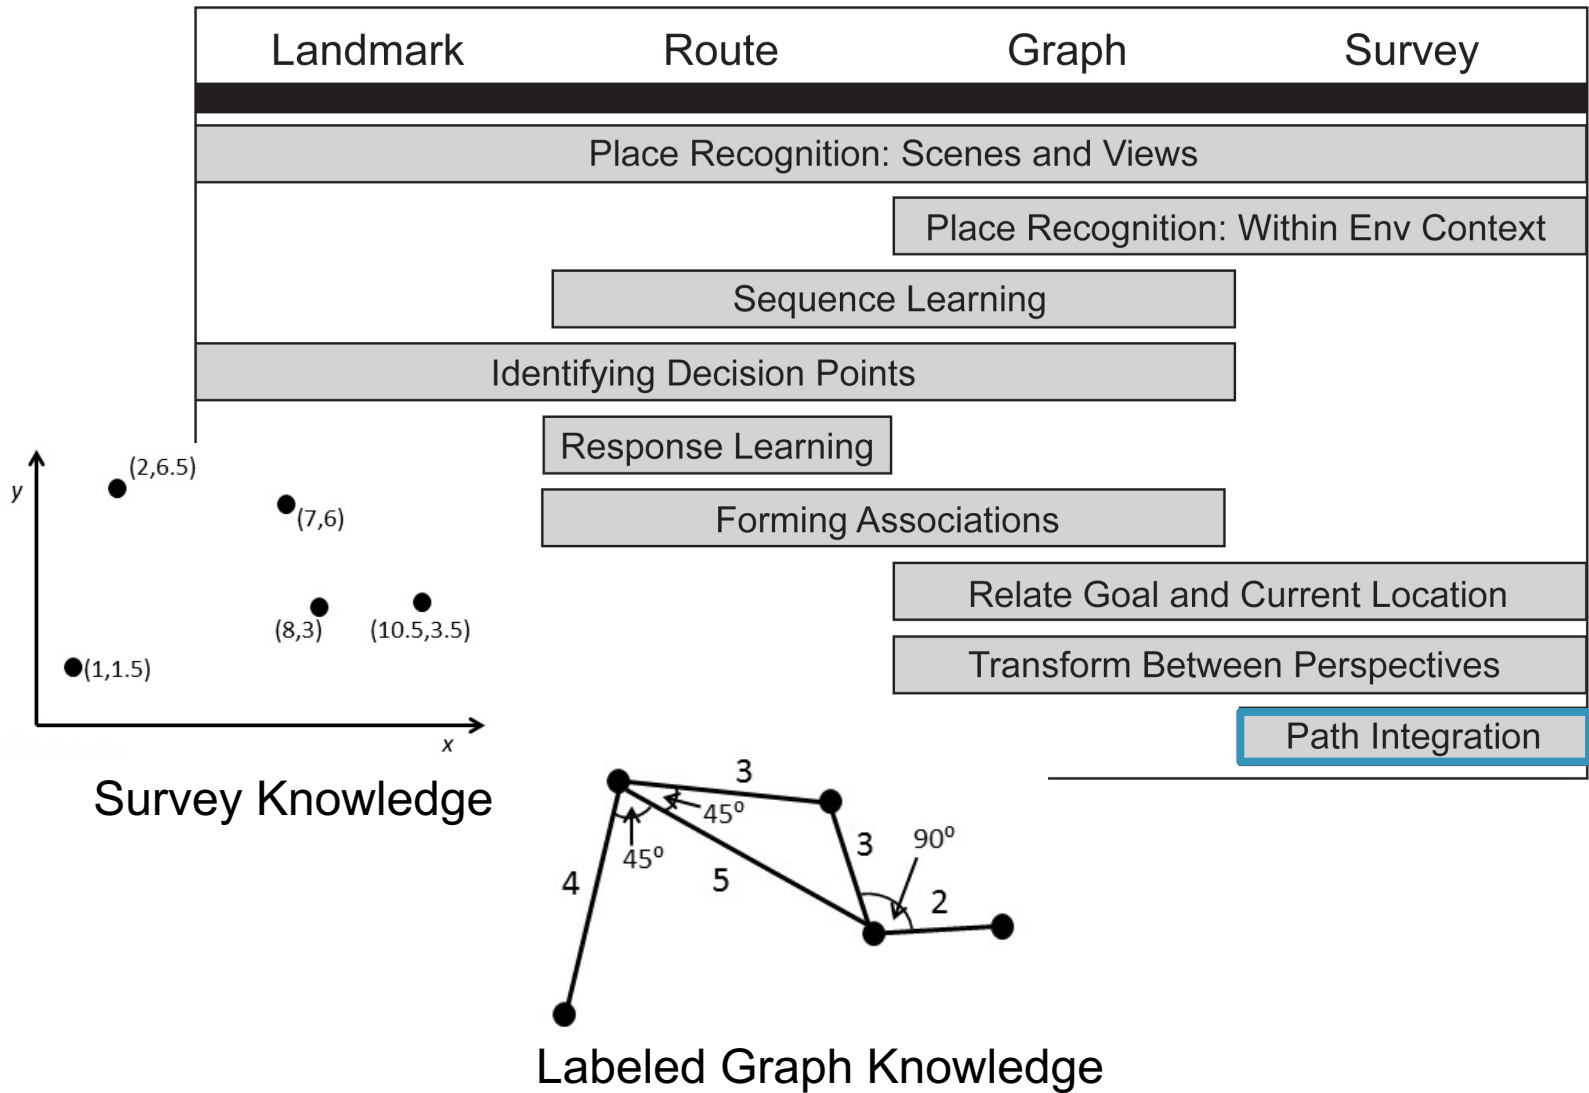 Landmark Route Graph Survey
Place Recognition: Scenes and Views
Place Recognition: Within Env Context
Sequence Learning
Identifying Decision Points
Response Learning
Forming Associations
Relate Goal and Current Location
Transform Between Perspectives
Path Integration
y
(2,6.5)
(7,6)
(8,3)
(10.5,3.5)
(1,1.5)
x
Survey Knowledge
3
45º
45º
3
90º
4
5
2
Labeled Graph Knowledge